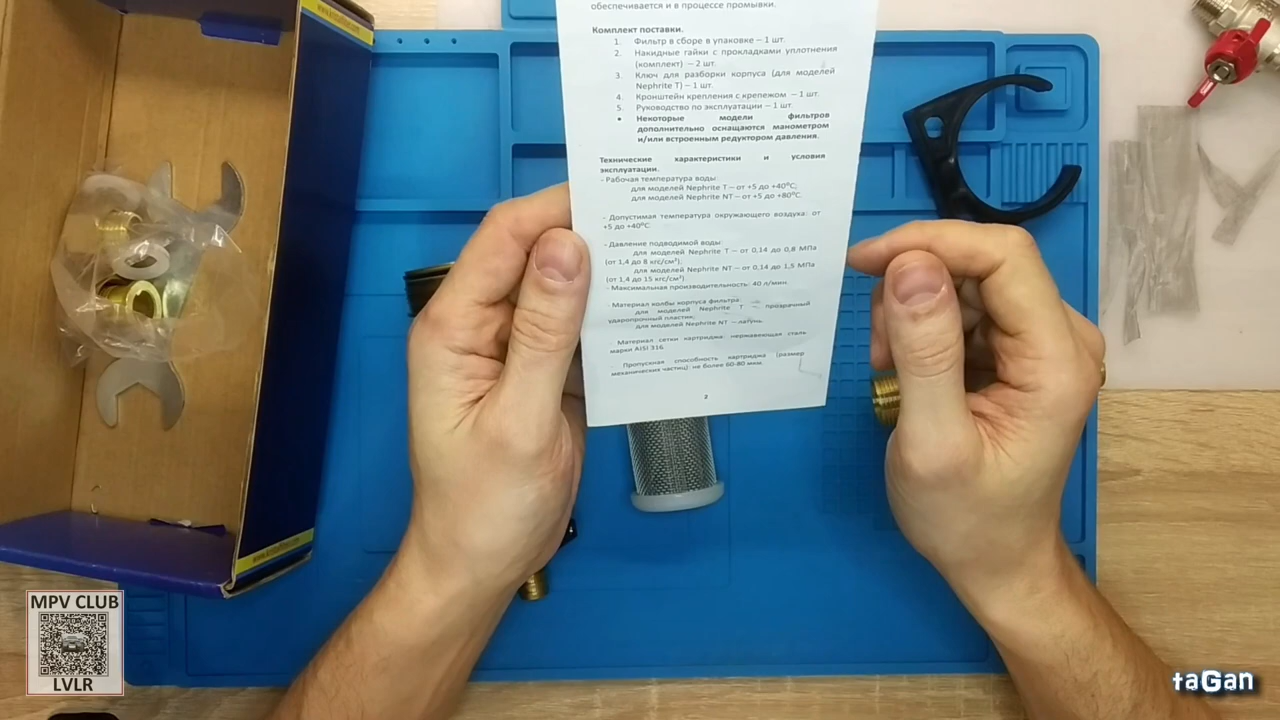 обеспечивается и в процессе промывки.
Комплект поставки.
1. Фильтр в сборе в упаковке – 1 шт.
2. Накидные гайки с прокладками уплотнения
(комплект) – 2 шт.
3. Ключ для разборки корпуса (для моделей
Nephrite T) – 1 шт.
4. Кронштейн крепления с крепежом – 1 шт.
5. Руководство по эксплуатации – 1 шт.
• Некоторые модели фильтров
дополнительно оснащаются манометром
и/или встроенным редуктором давления.
Технические характеристики и условия
эксплуатации.
- Рабочая температура воды:
для моделей Nephrite T – от +5 до +40°С;
для моделей Nephrite NT – от +5 до +80°С.
- Допустимая температура окружающего воздуха: от
+5 до +40°С
- Давление подводимой воды:
для моделей Nephrite T – от 0,14 до 0,8 МПа
(от 1,4 до 8 кгс/см²);
для моделей Nephrite NT – от 0,14 до 1,5 МПа
(от 1,4 до 15 кгс/см²)
- Максимальная производительность: 40 л/мин.
- Материал колбы корпуса фильтра:
для моделей Nephrite T – прозрачный
ударопрочный пластик;
для моделей Nephrite NT – латунь.
- Материал сетки картриджа: нержавеющая сталь
марки AISI 316
- Пропускная способность картриджа (размер
механических частиц): не более 60-80 мкм.
2
MPV CLUB
LVLR
taGan